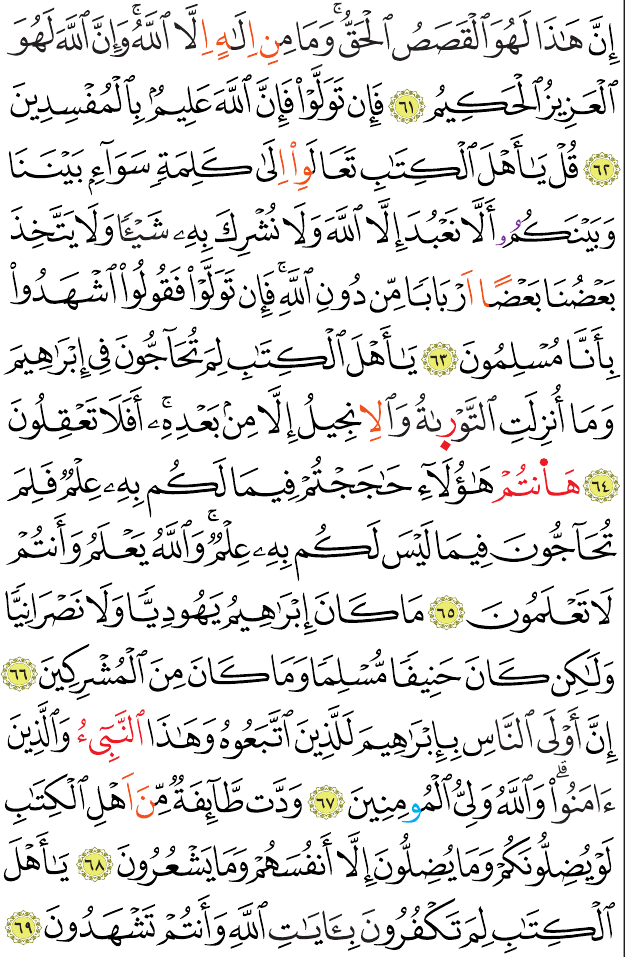 إِنَّ هَٰذَا لَهُوَ ٱلْقَصَصُ ٱلْحَقُّۚ وَمَا مِنِ اِلَٰهٍ اِلَّا ٱللَّهُۚ وَإِنَّ ٱللَّهَ لَهُوَ
ٱلْعَزِيزُ ٱلْحَكِيمُ ٦١ فَإِن تَوَلَّوْاْ فَإِنَّ ٱللَّهَ عَلِيمُۢ بِٱلْمُفْسِدِينَ
٦٢ قُلْ يَٰأَهْلَ ٱلْكِتَٰبِ تَعَالَوِاْ اِلَىٰ كَلِمَةٖ سَوَآءِۢ بَيْنَنَا
وَبَيْنَكُمُۥ أَلَّا نَعْبُدَ إِلَّا ٱللَّهَ وَلَا نُشْرِكَ بِهِۦ شَيْـٔٗا وَلَا يَتَّخِذَ
بَعْضُنَا بَعْضًا اَرْبَابٗا مِّن دُونِ ٱللَّهِۚ فَإِن تَوَلَّوْاْ فَقُولُواْ ٱشْهَدُواْ
بِأَنَّا مُسْلِمُونَ ٦٣ يَٰأَهْلَ ٱلْكِتَٰبِ لِمَ تُحَآجُّونَ فِي إِبْرَٰهِيمَ
وَمَا أُنزِلَتِ ٱلتَّوْرَىٰةُ وَٱلِانجِيلُ إِلَّا مِنۢ بَعْدِهِۦۚ أَفَلَا تَعْقِلُونَ
٦٤ هَٰٓانتُمْ هَٰؤُلَآءِ حَٰجَجْتُمْ فِيمَا لَكُم بِهِۦ عِلْمٞ فَلِمَ
تُحَآجُّونَ فِيمَا لَيْسَ لَكُم بِهِۦ عِلْمٞۚ وَٱللَّهُ يَعْلَمُ وَأَنتُمْ
لَا تَعْلَمُونَ ٦٥ مَا كَانَ إِبْرَٰهِيمُ يَهُودِيّٗا وَلَا نَصْرَانِيّٗا
وَلَٰكِن كَانَ حَنِيفٗا مُّسْلِمٗا وَمَا كَانَ مِنَ ٱلْمُشْرِكِينَ ٦٦
إِنَّ أَوْلَى ٱلنَّاسِ بِإِبْرَٰهِيمَ لَلَّذِينَ ٱتَّبَعُوهُ وَهَٰذَا ٱلنَّبِيٓءُ وَٱلَّذِينَ
ءَامَنُواْۗ وَٱللَّهُ وَلِيُّ ٱلْمُومِنِينَ ٦٧ وَدَّت طَّآئِفَةٞ مِّنَ اَهْلِ ٱلْكِتَٰبِ
لَوْ يُضِلُّونَكُمْ وَمَا يُضِلُّونَ إِلَّا أَنفُسَهُمْ وَمَا يَشْعُرُونَ ٦٨ يَٰأَهْلَ
ٱلْكِتَٰبِ لِمَ تَكْفُرُونَ بِـَٔايَٰتِ ٱللَّهِ وَأَنتُمْ تَشْهَدُونَ ٦٩